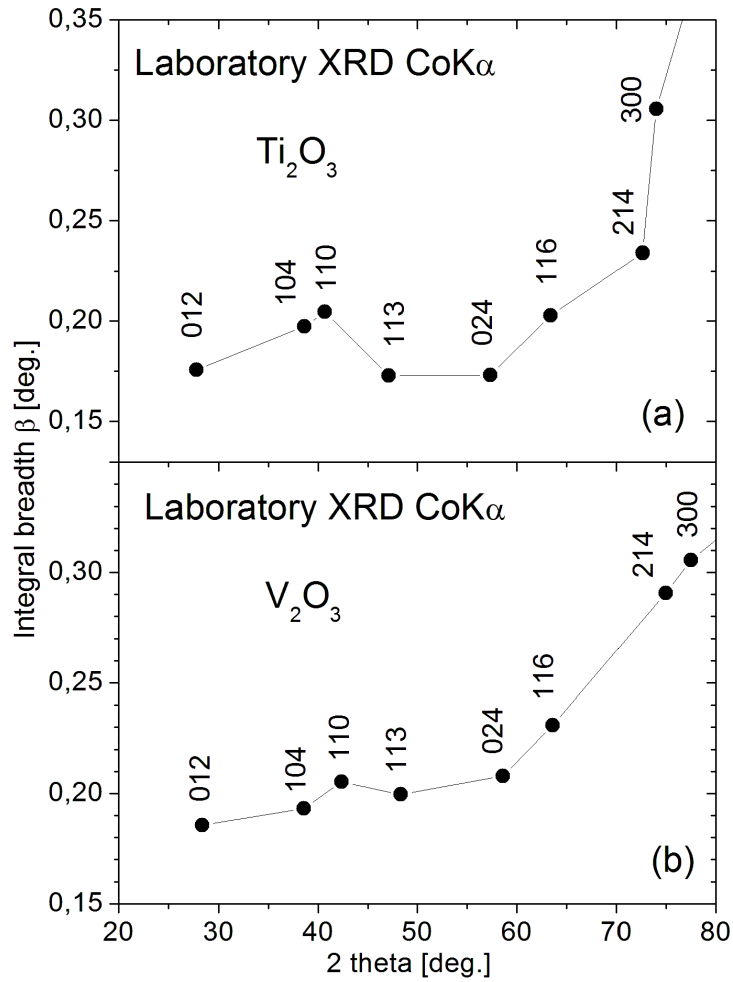 0,35
Laboratory XRD CoKα
0,30
300
Ti₂O₃
0,25
214
116
110
104
012
113
024
0,20
0,15
(a)
Integral breadth β [deg.]
Laboratory XRD CoKα
300
214
0,30
V₂O₃
0,25
116
024
110
113
104
012
0,20
(b)
0,15
20 30 40 50 60 70 80
2 theta [deg.]